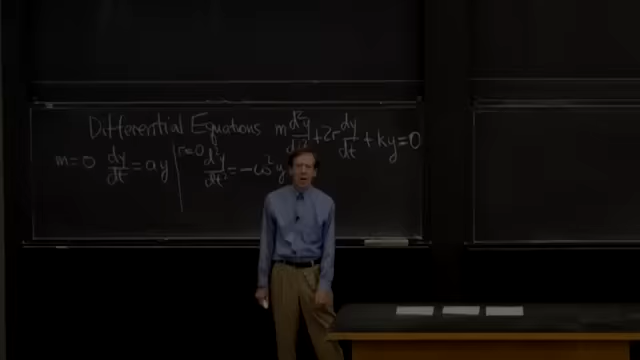 Differential Equations m d²y/dt² + 2r dy/dt + ky = 0
m = 0 dy/dt = ay | r = 0 d²y/dt² = -ω²y